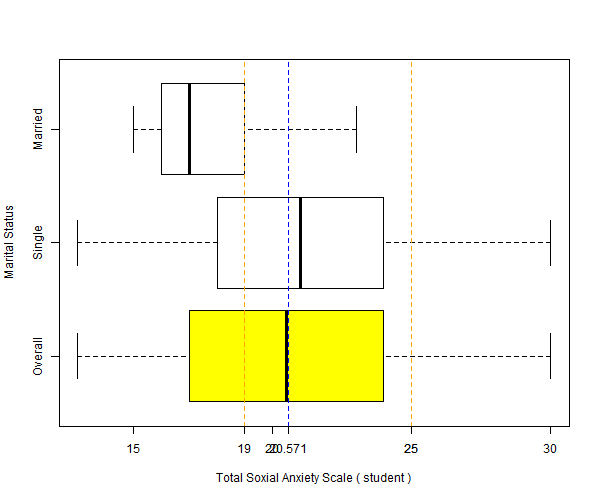 Married
Single
Overall
Marital Status
15
19
20
20.571
25
30
Total Soxial Anxiety Scale ( student )